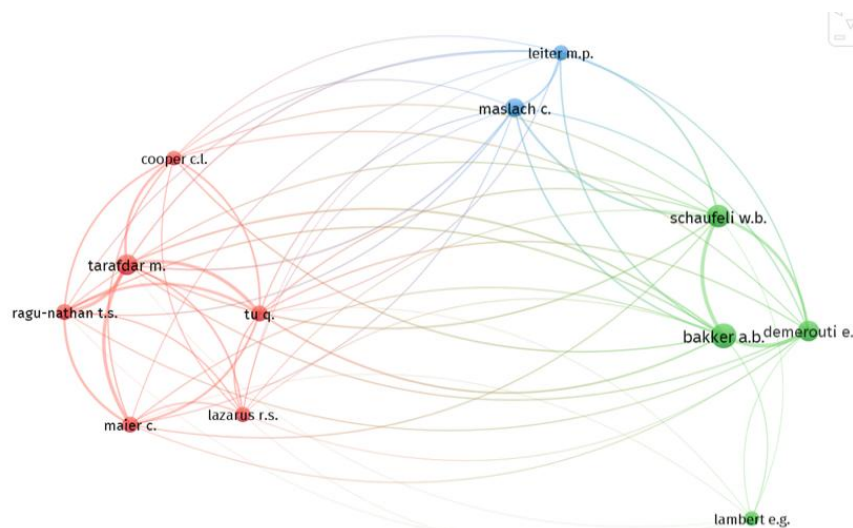 leiter m.p.
maslach c.
cooper c.l.
schaufeli w.b.
tarafdar m.
ragu-nathan t.s.
tu q.
bakker a.b.
demerouti e.
lazarus r.s.
maier c.
lambert e.g.